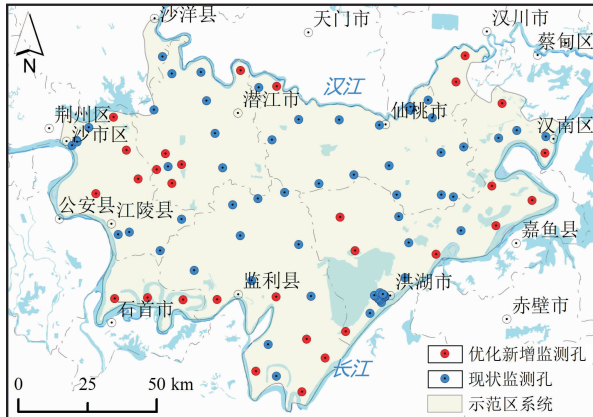 N
沙洋县
天门市
汉川市
蔡甸区
汉江
潜江市
荆州区
仙桃市
沙市区
汉南区
公安县
江陵县
嘉鱼县
监利县
洪湖市
石首市
赤壁市
长江
优化新增监测孔
现状监测孔
示范区系统
0 25 50 km